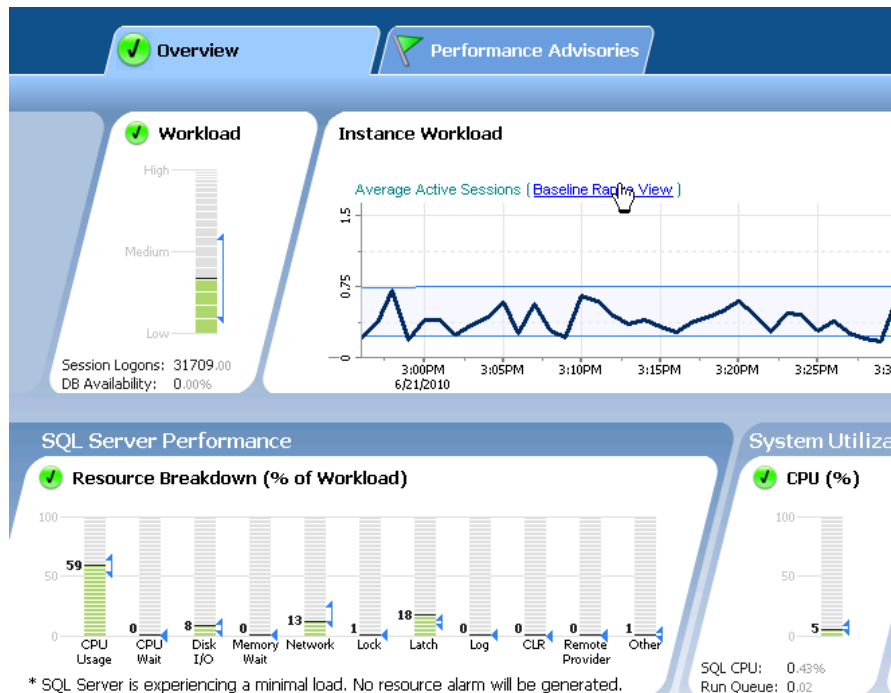 Overview
Performance Advisories
Workload
High
Medium
Low
Session Logons: 31709.00
DB Availability: 0.00%
Instance Workload
Average Active Sessions ( Baseline View )
1.5
0.75
0
3:00PM 3:05PM 3:10PM 3:15PM 3:20PM 3:25PM
6/21/2010
SQL Server Performance
Resource Breakdown (% of Workload)
100
50
0
59 0 8 0 13 1 18 0 0 0 1
CPU Usage
CPU Wait
Disk I/O
Memory Wait
Network
Lock
Latch
Log
CLR
Remote Provider
Other
* SQL Server is experiencing a minimal load. No resource alarm will be generated.
System Utiliza
CPU (%)
100
50
0
5
SQL CPU: 0.43%
Run Queue: 0.02